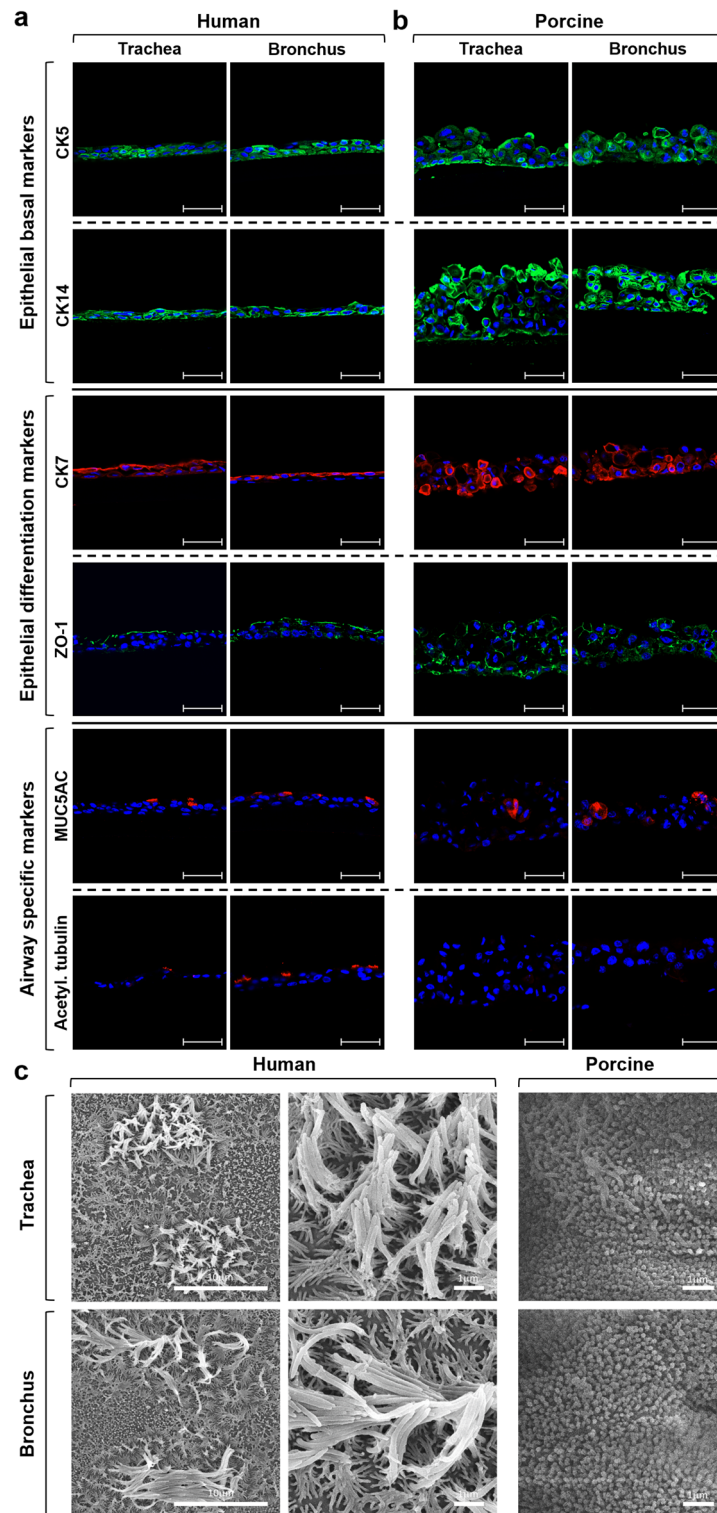 a
Human
b
Porcine
Trachea
Bronchus
Trachea
Bronchus
Epithelial basal markers
CK5
CK14
Epithelial differentiation markers
CK7
ZO-1
Airway specific markers
MUC5AC
Acetyl. tubulin
c
Human
Porcine
Trachea
10µm
1µm
1µm
Bronchus
10µm
1µm
1µm